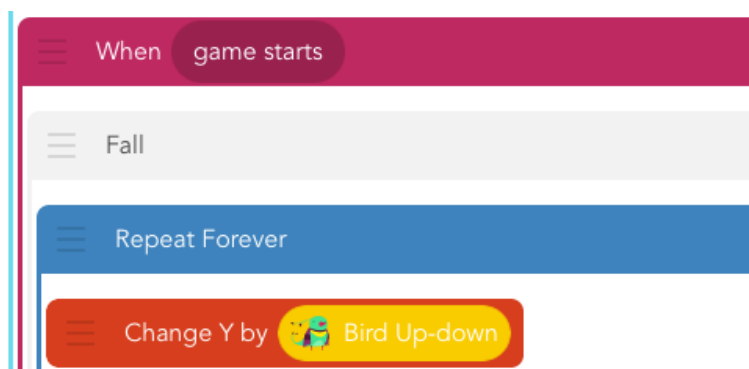 When game starts
Fall
Repeat Forever
Change Y by Bird Up-down